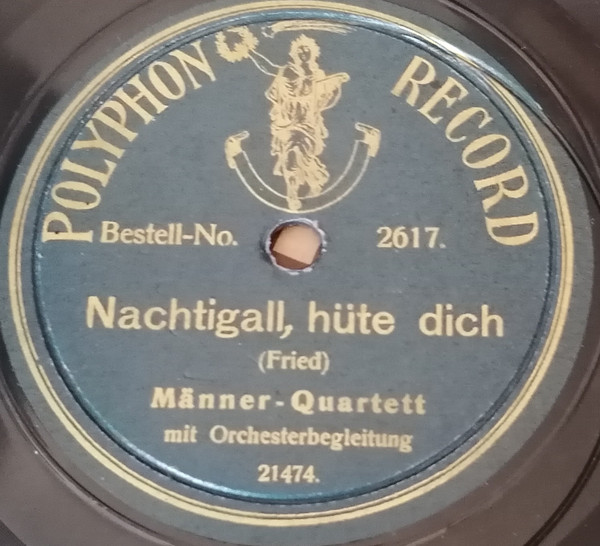 POLYPHON RECORD
Bestell-No. 2617.
Nachtigall, hüte dich
(Fried)
Männer-Quartett
mit Orchesterbegleitung
21474.